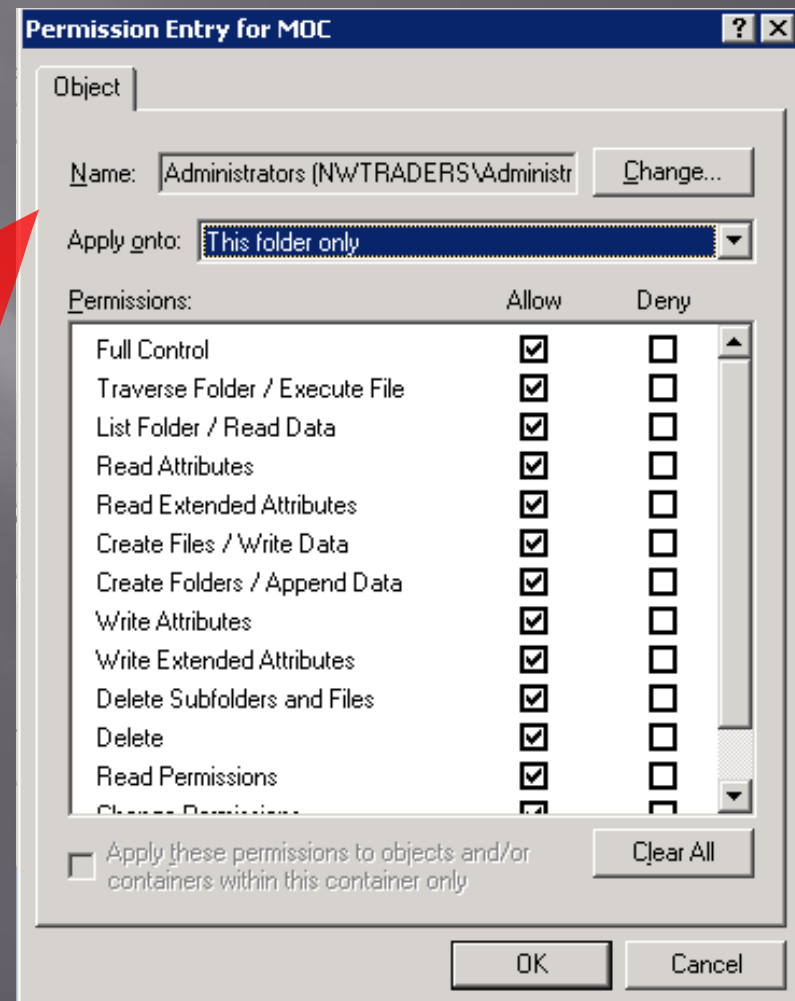 Permission Entry for MOC
Object
Name: Administrators (NWTRADERS\Administr Change...
Apply onto: This folder only
Permissions: Allow Deny
Full Control
Traverse Folder / Execute File
List Folder / Read Data
Read Attributes
Read Extended Attributes
Create Files / Write Data
Create Folders / Append Data
Write Attributes
Write Extended Attributes
Delete Subfolders and Files
Delete
Read Permissions
Change Permissions
Apply these permissions to objects and/or
containers within this container only
Clear All
OK Cancel